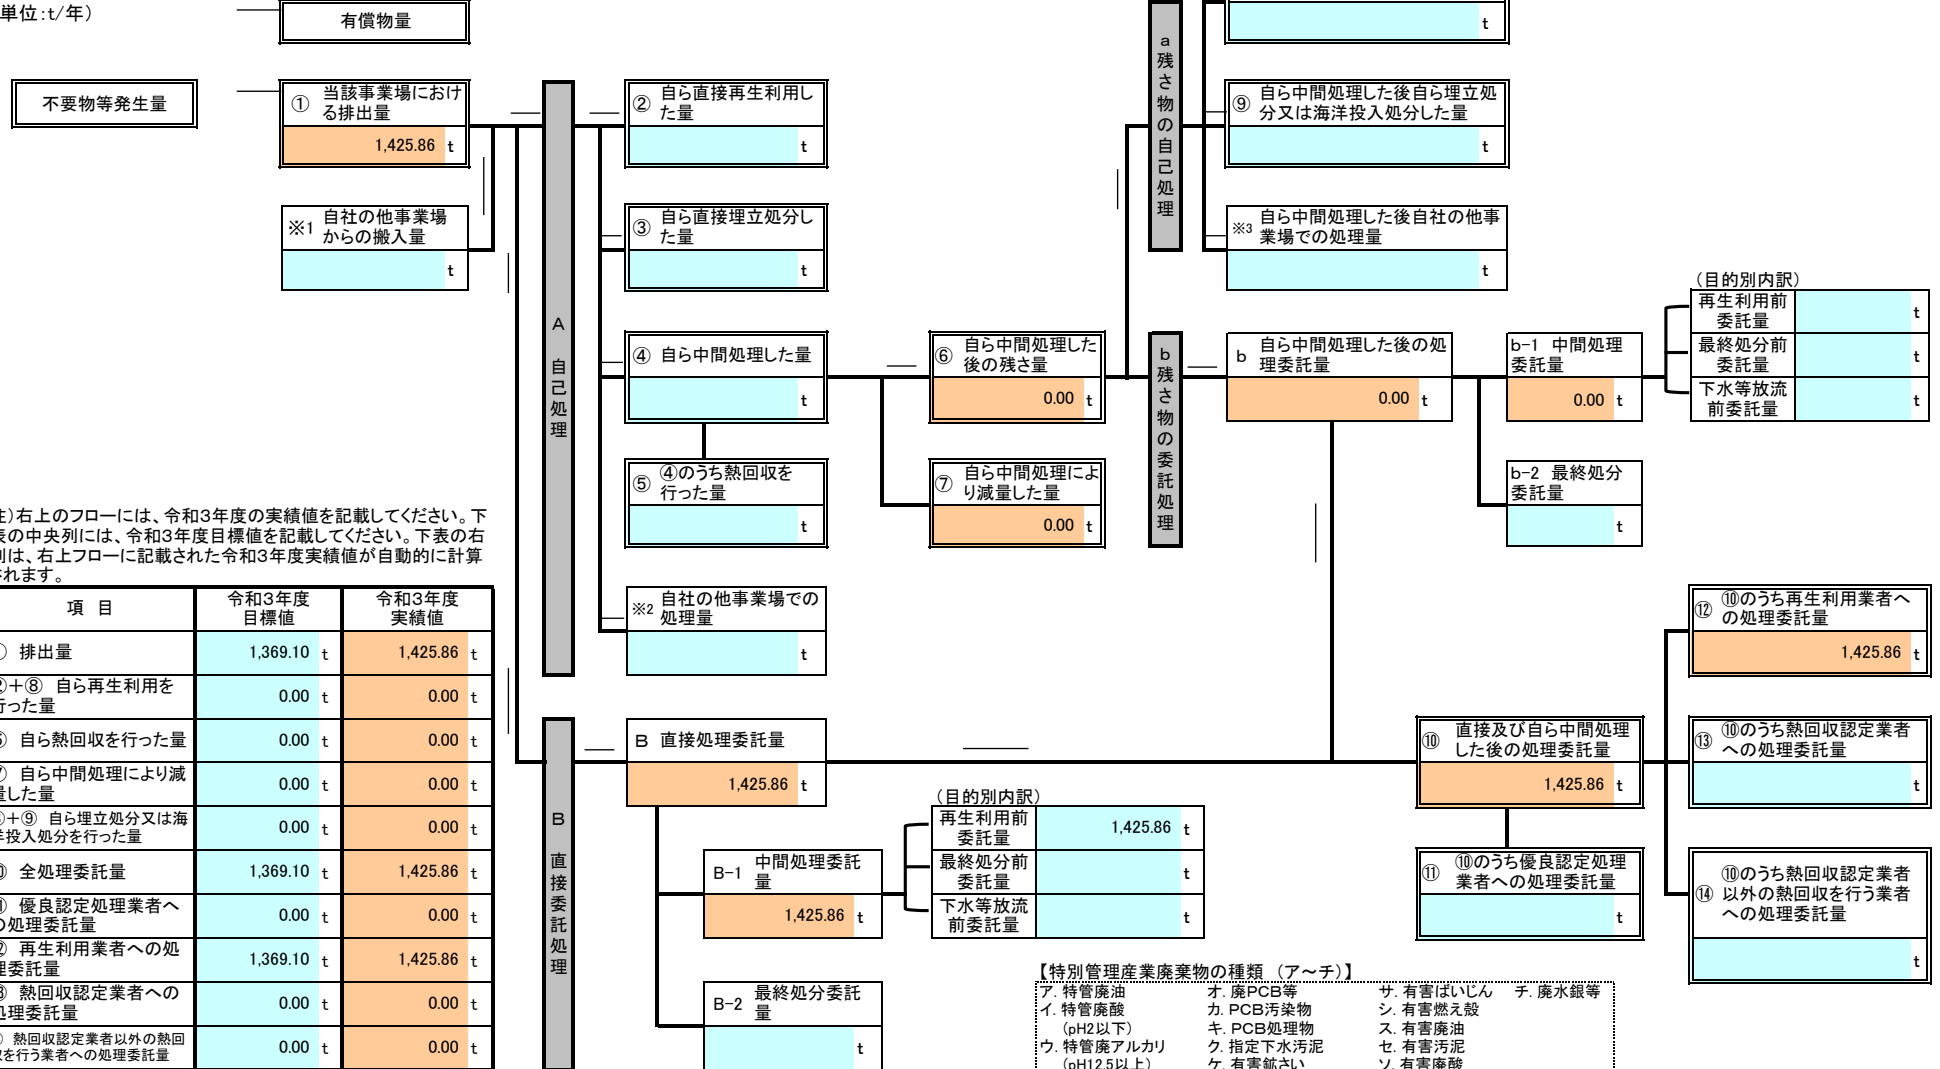 単位:t/年）
有償物量
t
不要物等発生量
① 当該事業場におけ
る排出量
1,425.86 t
※1 自社の他事業場
からの搬入量
t
A 自己処理
② 自ら直接再生利用し
た量
t
③ 自ら直接埋立処分し
た量
t
④ 自ら中間処理した量
t
⑤ ④のうち熱回収を
行った量
t
※2 自社の他事業場での
処理量
t
⑥ 自ら中間処理した
後の残さ量
0.00 t
⑦ 自ら中間処理によ
り減量した量
0.00 t
a 残さ物の自己処理
⑨ 自ら中間処理した後自ら埋立処
分又は海洋投入処分した量
t
※3 自ら中間処理した後自社の他事
業場での処理量
t
b 残さ物の委託処理
b 自ら中間処理した後の処
理委託量
0.00 t
b-1 中間処理
委託量
0.00 t
b-2 最終処分
委託量
t
（目的別内訳）
再生利用前
委託量 t
最終処分前
委託量 t
下水等放流
前委託量 t
注）右上のフローには、令和3年度の実績値を記載してください。下
表の中央列には、令和3年度目標値を記載してください。下表の右
列は、右上フローに記載された令和3年度実績値が自動的に計算
されます。
項 目 令和3年度
目標値 令和3年度
実績値
① 排出量 1,369.10 t 1,425.86 t
②＋⑧ 自ら再生利用を
行った量 0.00 t 0.00 t
⑤ 自ら熱回収を行った量 0.00 t 0.00 t
⑦ 自ら中間処理により減
量した量 0.00 t 0.00 t
③＋⑨ 自ら埋立処分又は海
洋投入処分を行った量 0.00 t 0.00 t
⑩ 全処理委託量 1,369.10 t 1,425.86 t
⑪ 優良認定処理業者へ
の処理委託量 0.00 t 0.00 t
⑫ 再生利用業者への処
理委託量 1,369.10 t 1,425.86 t
⑬ 熱回収認定業者への
処理委託量 0.00 t 0.00 t
⑭ 熱回収認定業者以外の熱回
収を行う業者への処理委託量 0.00 t 0.00 t
B 直接委託処理
B 直接処理委託量
1,425.86 t
B-1 中間処理委託
量
1,425.86 t
B-2 最終処分委託
量
t
（目的別内訳）
再生利用前
委託量 1,425.86 t
最終処分前
委託量 t
下水等放流
前委託量 t
⑩ 直接及び自ら中間処理
した後の処理委託量
1,425.86 t
⑪ ⑩のうち優良認定処理
業者への処理委託量
t
⑫ ⑩のうち再生利用業者へ
の処理委託量
1,425.86 t
⑬ ⑩のうち熱回収認定業者
への処理委託量
t
⑭ ⑩のうち熱回収認定業者
以外の熱回収を行う業者
への処理委託量
t
【特別管理産業廃棄物の種類 （ア～チ）】
ア. 特管廃油 オ. 廃PCB等 サ. 有害ばいじん チ. 廃水銀等
イ. 特管廃酸 カ. PCB汚染物 シ. 有害燃え殻
（pH2以下） キ. PCB処理物 ス. 有害廃油
ウ. 特管廃アルカリ ク. 指定下水汚泥 セ. 有害汚泥
（pH12.5以上） ケ. 有害鉱さい ソ. 有害廃酸